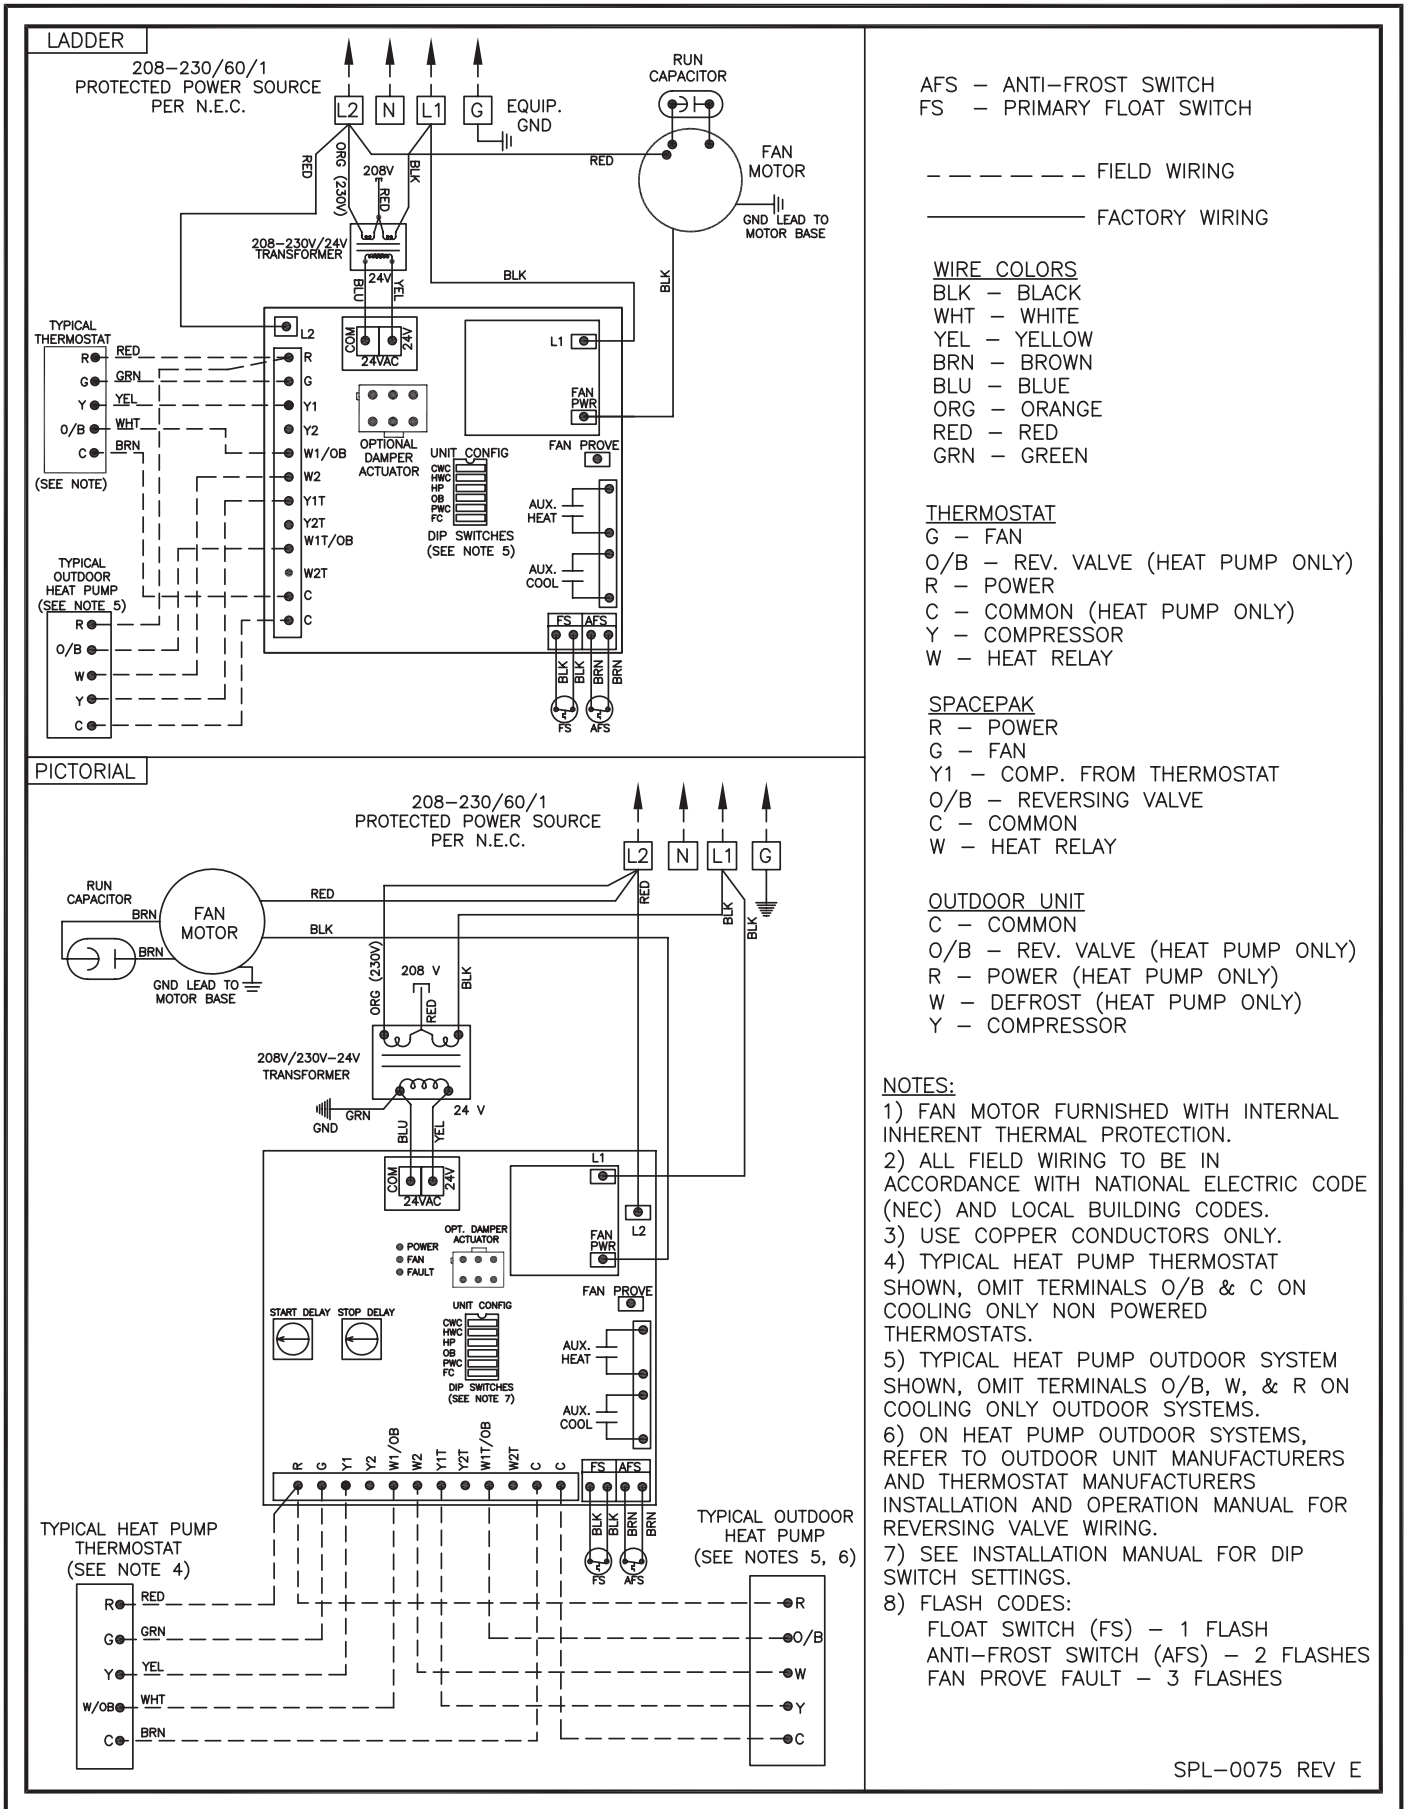 LADDER
208-230/60/1
PROTECTED POWER SOURCE
PER N.E.C.
L2
N
L1
G
EQUIP.
GND
RUN
CAPACITOR
FAN
MOTOR
GND LEAD TO
MOTOR BASE
RED
ORG (230V)
208V
RED
BLK
RED
208-230V/24V
TRANSFORMER
24V
BLU
YEL
BLK
BLK
L2
COM
24V
24VAC
L1
FAN
PWR
TYPICAL
THERMOSTAT
R
RED
G
GRN
Y
YEL
O/B
WHT
C
BRN
(SEE NOTE)
R
G
Y1
Y2
W1/OB
W2
Y1T
Y2T
W1T/OB
W2T
C
C
OPTIONAL
DAMPER
ACTUATOR
UNIT CONFIG
CWC
HWC
HP
OB
PWC
FC
DIP SWITCHES
(SEE NOTE 5)
FAN PROVE
AUX.
HEAT
AUX.
COOL
FS
AFS
BLK
BLK
BRN
BRN
FS
AFS
TYPICAL
OUTDOOR
HEAT PUMP
(SEE NOTE 5)
R
O/B
W
Y
C
PICTORIAL
208-230/60/1
PROTECTED POWER SOURCE
PER N.E.C.
L2
N
L1
G
RUN
CAPACITOR
BRN
BRN
FAN
MOTOR
GND LEAD TO
MOTOR BASE
RED
BLK
RED
BLK
BLK
ORG (230V)
208 V
RED
BLK
208V/230V-24V
TRANSFORMER
24 V
GRN
GND
BLU
YEL
COM
24V
24VAC
L1
L2
FAN
PWR
OPT. DAMPER
ACTUATOR
POWER
FAN
FAULT
START DELAY
STOP DELAY
UNIT CONFIG
CWC
HWC
HP
OB
PWC
FC
DIP SWITCHES
(SEE NOTE 7)
FAN PROVE
AUX.
HEAT
AUX.
COOL
R
G
Y1
Y2
W1/OB
W2
Y1T
Y2T
W1T/OB
W2T
C
C
FS
AFS
BLK
BLK
BRN
BRN
FS
AFS
TYPICAL HEAT PUMP
THERMOSTAT
(SEE NOTE 4)
R
RED
G
GRN
Y
YEL
W/OB
WHT
C
BRN
TYPICAL OUTDOOR
HEAT PUMP
(SEE NOTES 5, 6)
R
O/B
W
Y
C
AFS - ANTI-FROST SWITCH
FS - PRIMARY FLOAT SWITCH
FIELD WIRING
FACTORY WIRING
WIRE COLORS
BLK - BLACK
WHT - WHITE
YEL - YELLOW
BRN - BROWN
BLU - BLUE
ORG - ORANGE
RED - RED
GRN - GREEN
THERMOSTAT
G - FAN
O/B - REV. VALVE (HEAT PUMP ONLY)
R - POWER
C - COMMON (HEAT PUMP ONLY)
Y - COMPRESSOR
W - HEAT RELAY
SPACEPAK
R - POWER
G - FAN
Y1 - COMP. FROM THERMOSTAT
O/B - REVERSING VALVE
C - COMMON
W - HEAT RELAY
OUTDOOR UNIT
C - COMMON
O/B - REV. VALVE (HEAT PUMP ONLY)
R - POWER (HEAT PUMP ONLY)
W - DEFROST (HEAT PUMP ONLY)
Y - COMPRESSOR
NOTES:
1) FAN MOTOR FURNISHED WITH INTERNAL
INHERENT THERMAL PROTECTION.
2) ALL FIELD WIRING TO BE IN
ACCORDANCE WITH NATIONAL ELECTRIC CODE
(NEC) AND LOCAL BUILDING CODES.
3) USE COPPER CONDUCTORS ONLY.
4) TYPICAL HEAT PUMP THERMOSTAT
SHOWN, OMIT TERMINALS O/B & C ON
COOLING ONLY NON POWERED
THERMOSTATS.
5) TYPICAL HEAT PUMP OUTDOOR SYSTEM
SHOWN, OMIT TERMINALS O/B, W, & R ON
COOLING ONLY OUTDOOR SYSTEMS.
6) ON HEAT PUMP OUTDOOR SYSTEMS,
REFER TO OUTDOOR UNIT MANUFACTURERS
AND THERMOSTAT MANUFACTURERS
INSTALLATION AND OPERATION MANUAL FOR
REVERSING VALVE WIRING.
7) SEE INSTALLATION MANUAL FOR DIP
SWITCH SETTINGS.
8) FLASH CODES:
FLOAT SWITCH (FS) - 1 FLASH
ANTI-FROST SWITCH (AFS) - 2 FLASHES
FAN PROVE FAULT - 3 FLASHES
SPL-0075 REV E